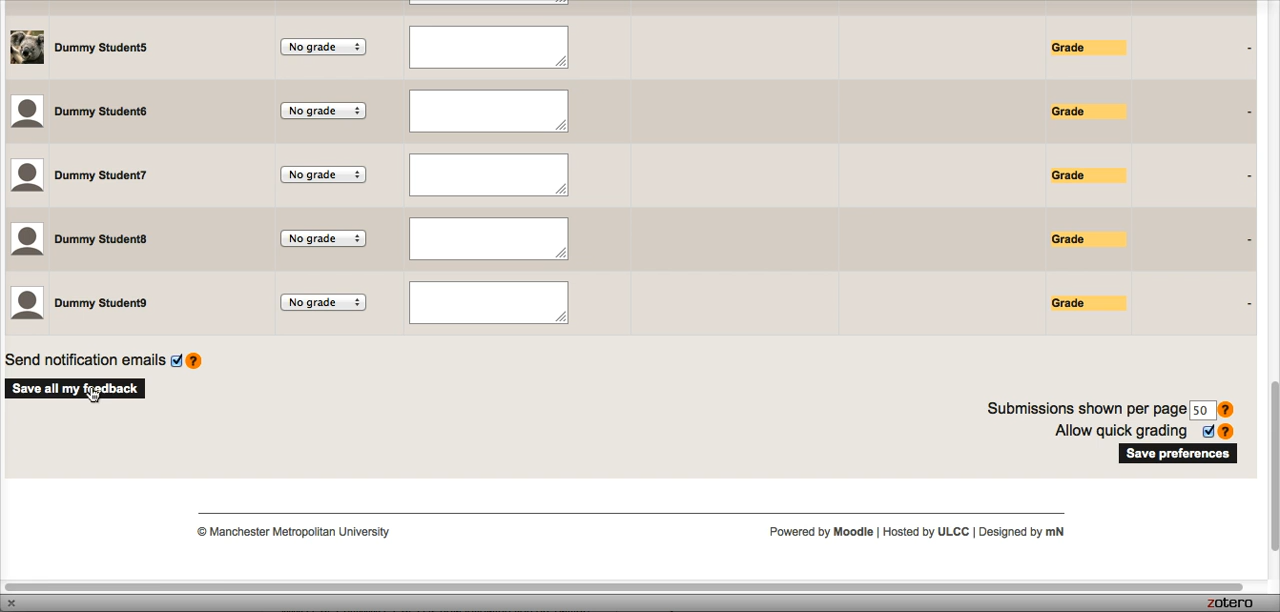 Dummy Student5 No grade Grade -
Dummy Student6 No grade Grade -
Dummy Student7 No grade Grade -
Dummy Student8 No grade Grade -
Dummy Student9 No grade Grade -
Send notification emails ?
Save all my feedback
Submissions shown per page 50 ?
Allow quick grading ?
Save preferences
© Manchester Metropolitan University
Powered by Moodle | Hosted by ULCC | Designed by mN
zotero